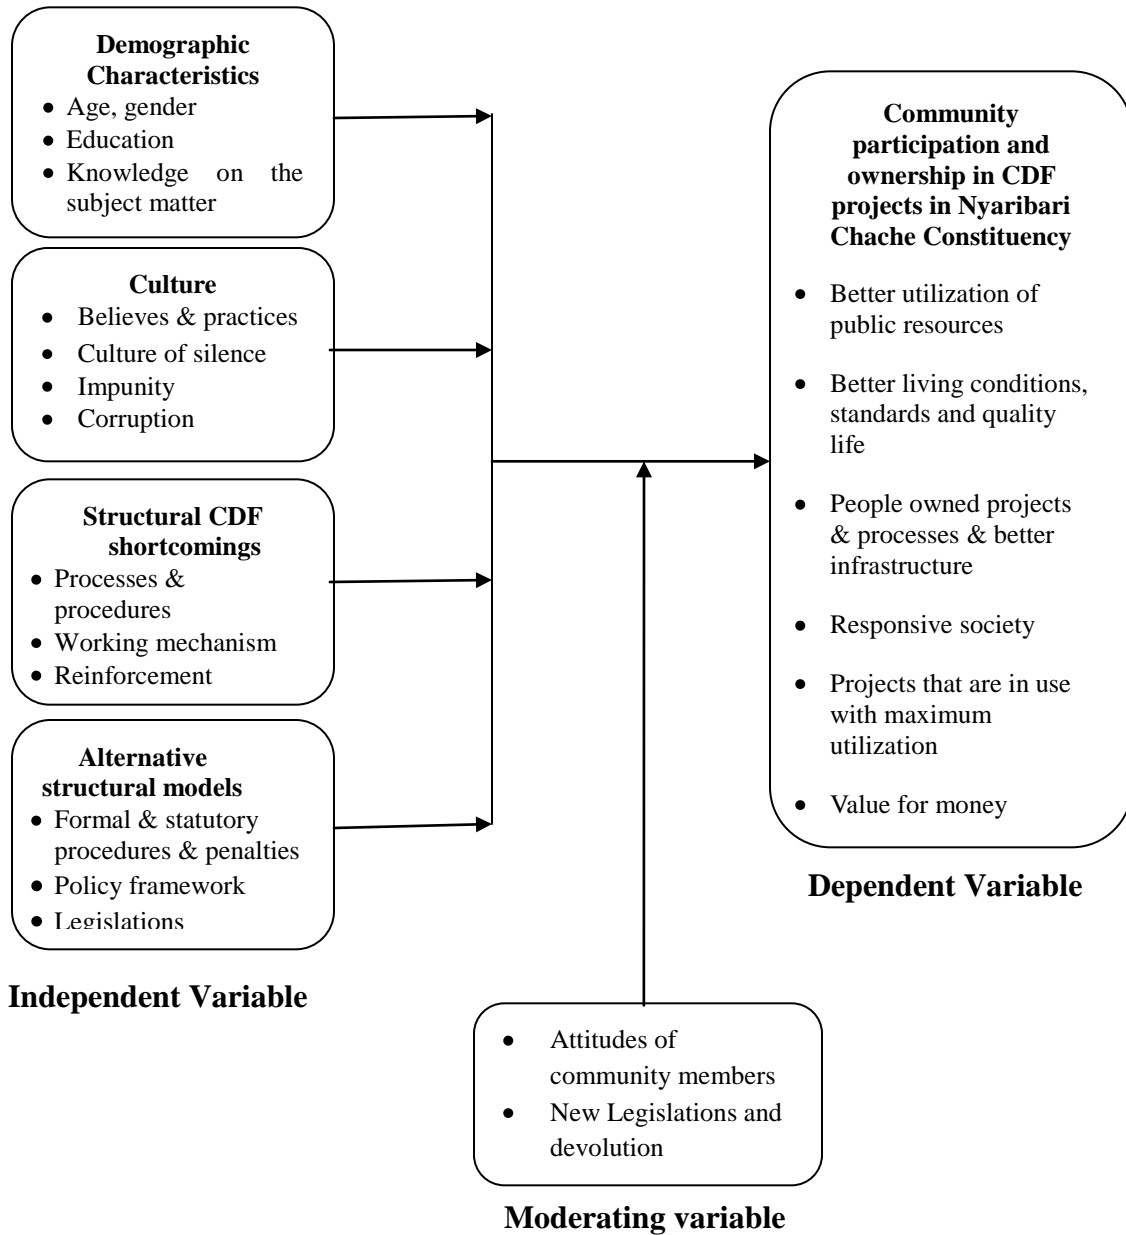 Demographic
Characteristics
• Age, gender
• Education
• Knowledge on the
subject matter
Culture
• Believes & practices
• Culture of silence
• Impunity
• Corruption
Structural CDF
shortcomings
• Processes &
procedures
• Working mechanism
• Reinforcement
Alternative
structural models
• Formal & statutory
procedures & penalties
• Policy framework
• Legislations
Independent Variable
Community
participation and
ownership in CDF
projects in Nyaribari
Chache Constituency
• Better utilization of
public resources
• Better living conditions,
standards and quality
life
• People owned projects
& processes & better
infrastructure
• Responsive society
• Projects that are in use
with maximum
utilization
• Value for money
Dependent Variable
• Attitudes of
community members
• New Legislations and
devolution
Moderating variable